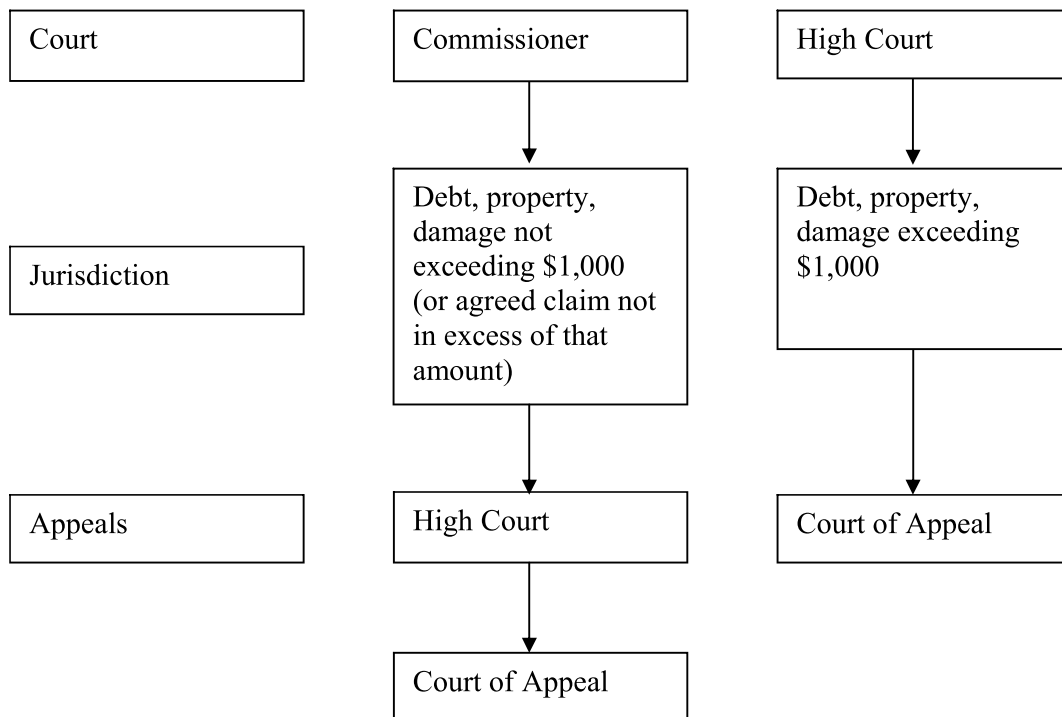 Court
Commissioner
High Court
Jurisdiction
Debt, property,
damage not
exceeding $1,000
(or agreed claim not
in excess of that
amount)
Debt, property,
damage exceeding
$1,000
Appeals
High Court
Court of Appeal
Court of Appeal